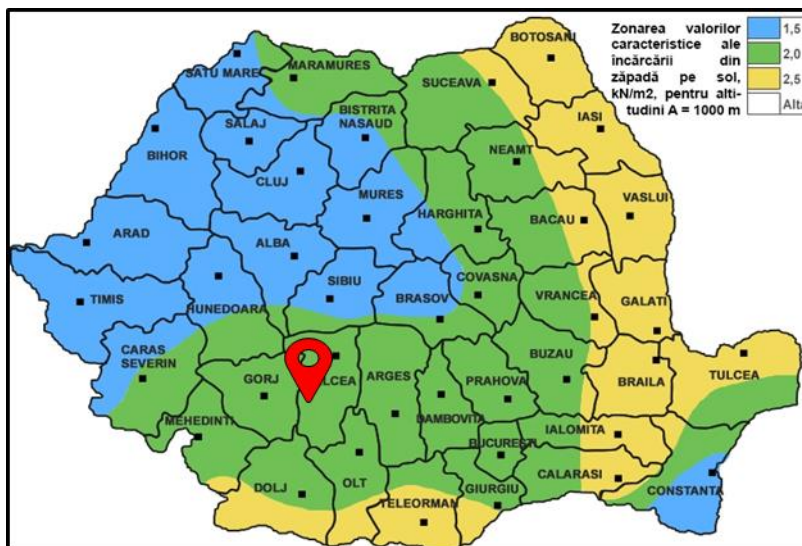 Zonarea valorilor
caracteristice ale
încărcării din
zăpadă pe sol,
kN/m2, pentru alti-
tudini A = 1000 m
1,5
2,0
2,5
Alta
BOTOSANI
SATU MARE
MARAMURES
SUCEAVA
BISTRITA
NASAUD
SALAJ
IASI
BIHOR
CLUJ
NEAMT
MURES
HARGHITA
BACAU
VASLUI
ARAD
ALBA
TIMIS
HUNEDOARA
SIBIU
BRASOV
COVASNA
VRANCEA
GALATI
CARAS
SEVERIN
GORJ
LCEA
ARGES
PRAHOVA
BUZAU
BRAILA
TULCEA
MEHEDINTI
DAMBOVITA
BUCURESTI
IALOMITA
DOLJ
OLT
TELEORMAN
GIURGIU
CALARASI
CONSTANTA